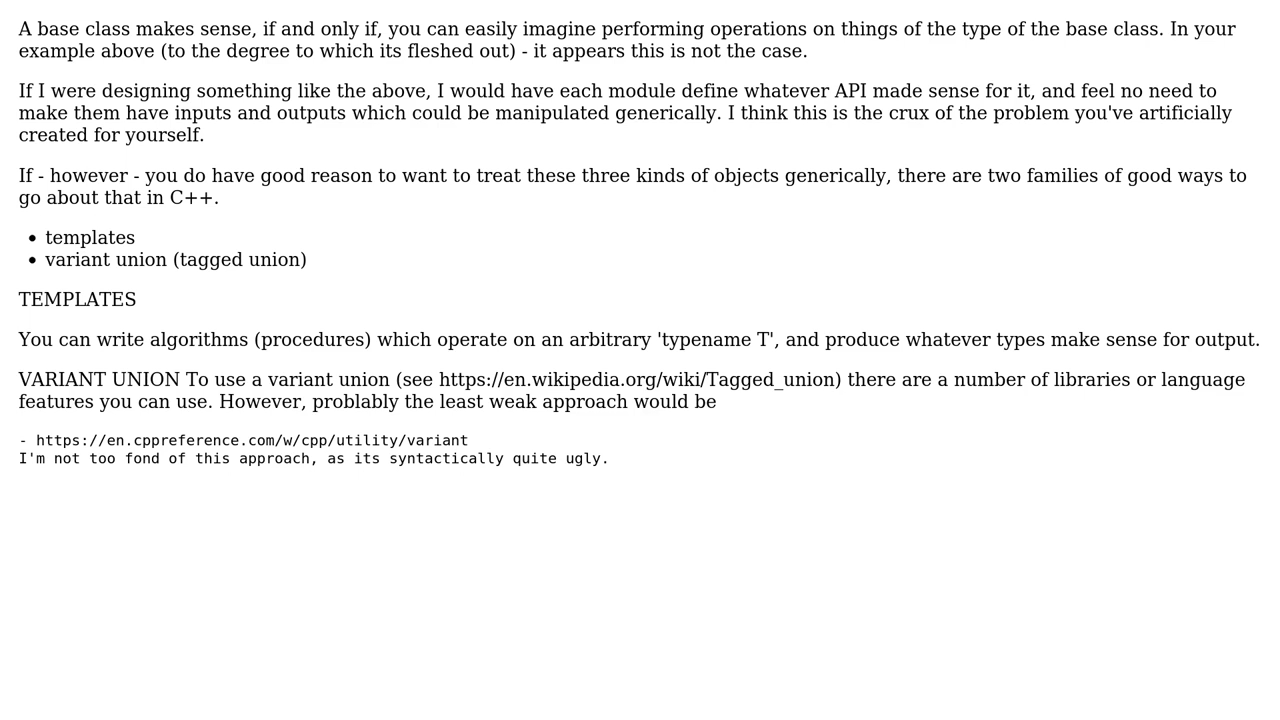 A base class makes sense, if and only if, you can easily imagine performing operations on things of the type of the base class. In your
example above (to the degree to which its fleshed out) - it appears this is not the case.
If I were designing something like the above, I would have each module define whatever API made sense for it, and feel no need to
make them have inputs and outputs which could be manipulated generically. I think this is the crux of the problem you've artificially
created for yourself.
If - however - you do have good reason to want to treat these three kinds of objects generically, there are two families of good ways to
go about that in C++.
• templates
• variant union (tagged union)
TEMPLATES
You can write algorithms (procedures) which operate on an arbitrary 'typename T', and produce whatever types make sense for output.
VARIANT UNION To use a variant union (see https://en.wikipedia.org/wiki/Tagged_union) there are a number of libraries or language
features you can use. However, problably the least weak approach would be
- https://en.cppreference.com/w/cpp/utility/variant
I'm not too fond of this approach, as its syntactically quite ugly.